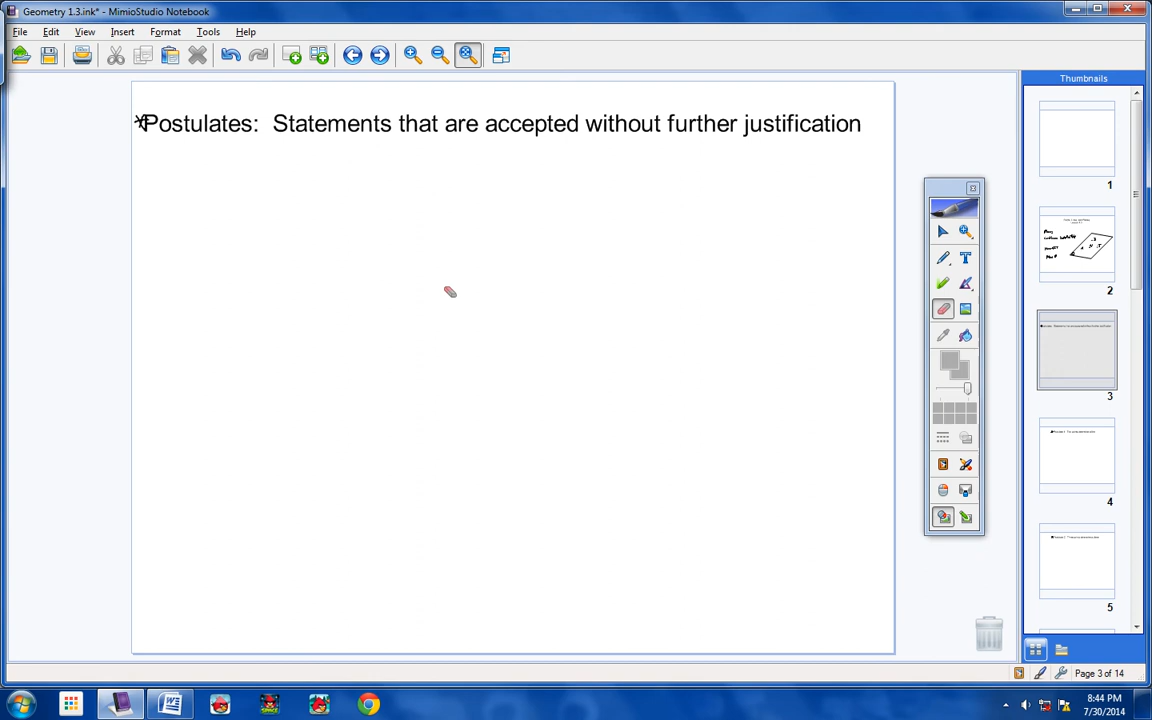 Geometry 1.3.ink* - MimioStudio Notebook
File Edit View Insert Format Tools Help
Postulates: Statements that are accepted without further justification
Thumbnails
1
2
3
4
5
Page 3 of 14
8:44 PM
7/30/2014